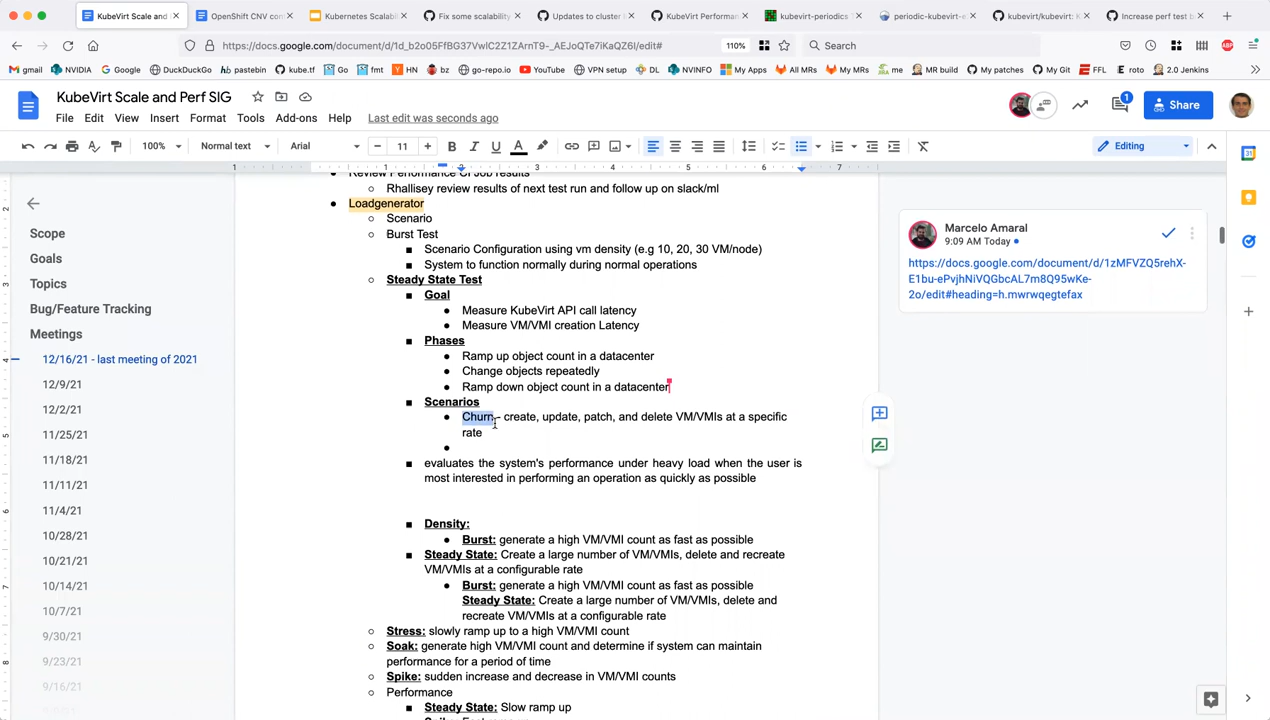 KubeVirt Scale and
OpenShift CNV con
Kubernetes Scalabi
Fix some scalability
Updates to cluster
KubeVirt Performan
kubevirt-periodics
periodic-kubevirt-e
kubevirt/kubevirt: K
Increase perf test b
https://docs.google.com/document/d/1d_b2o05FfBG37VwlC2Z1ZArnT9-_AEJoQTe7iKaQZ6I/edit#
110%
Search
gmail
NVIDIA
Google
DuckDuckGo
pastebin
kube.tf
Go
fmt
HN
bz
go-repo.io
YouTube
VPN setup
DL
NVINFO
My Apps
All MRs
My MRs
me
MR build
My patches
My Git
FFL
roto
2.0 Jenkins
KubeVirt Scale and Perf SIG
File Edit View Insert Format Tools Add-ons Help Last edit was seconds ago
1
Share
100%
Normal text
Arial
11
Editing
1 1 2 3 4 5 6 7
Scope
Goals
Topics
Bug/Feature Tracking
Meetings
12/16/21 - last meeting of 2021
12/9/21
12/2/21
11/25/21
11/18/21
11/11/21
11/4/21
10/28/21
10/21/21
10/14/21
10/7/21
9/30/21
9/23/21
9/16/21
Review Performance CI Job results
Rhallisey review results of next test run and follow up on slack/ml
Loadgenerator
Scenario
Burst Test
Scenario Configuration using vm density (e.g 10, 20, 30 VM/node)
System to function normally during normal operations
Steady State Test
Goal
Measure KubeVirt API call latency
Measure VM/VMI creation Latency
Phases
Ramp up object count in a datacenter
Change objects repeatedly
Ramp down object count in a datacenter
Scenarios
Churn - create, update, patch, and delete VM/VMIs at a specific
rate
evaluates the system's performance under heavy load when the user is
most interested in performing an operation as quickly as possible
Density:
Burst: generate a high VM/VMI count as fast as possible
Steady State: Create a large number of VM/VMIs, delete and recreate
VM/VMIs at a configurable rate
Burst: generate a high VM/VMI count as fast as possible
Steady State: Create a large number of VM/VMIs, delete and
recreate VM/VMIs at a configurable rate
Stress: slowly ramp up to a high VM/VMI count
Soak: generate high VM/VMI count and determine if system can maintain
performance for a period of time
Spike: sudden increase and decrease in VM/VMI counts
Performance
Steady State: Slow ramp up
Marcelo Amaral
9:09 AM Today
https://docs.google.com/document/d/1zMFVZQ5rehX-
E1bu-ePvjhNiVQGbcAL7m8Q95wKe-
2o/edit#heading=h.mwrwqegtefax